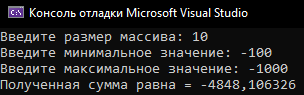 Консоль отладки Microsoft Visual Studio
Введите размер массива: 10
Введите минимальное значение: -100
Введите максимальное значение: -1000
Полученная сумма равна = -4848,106326